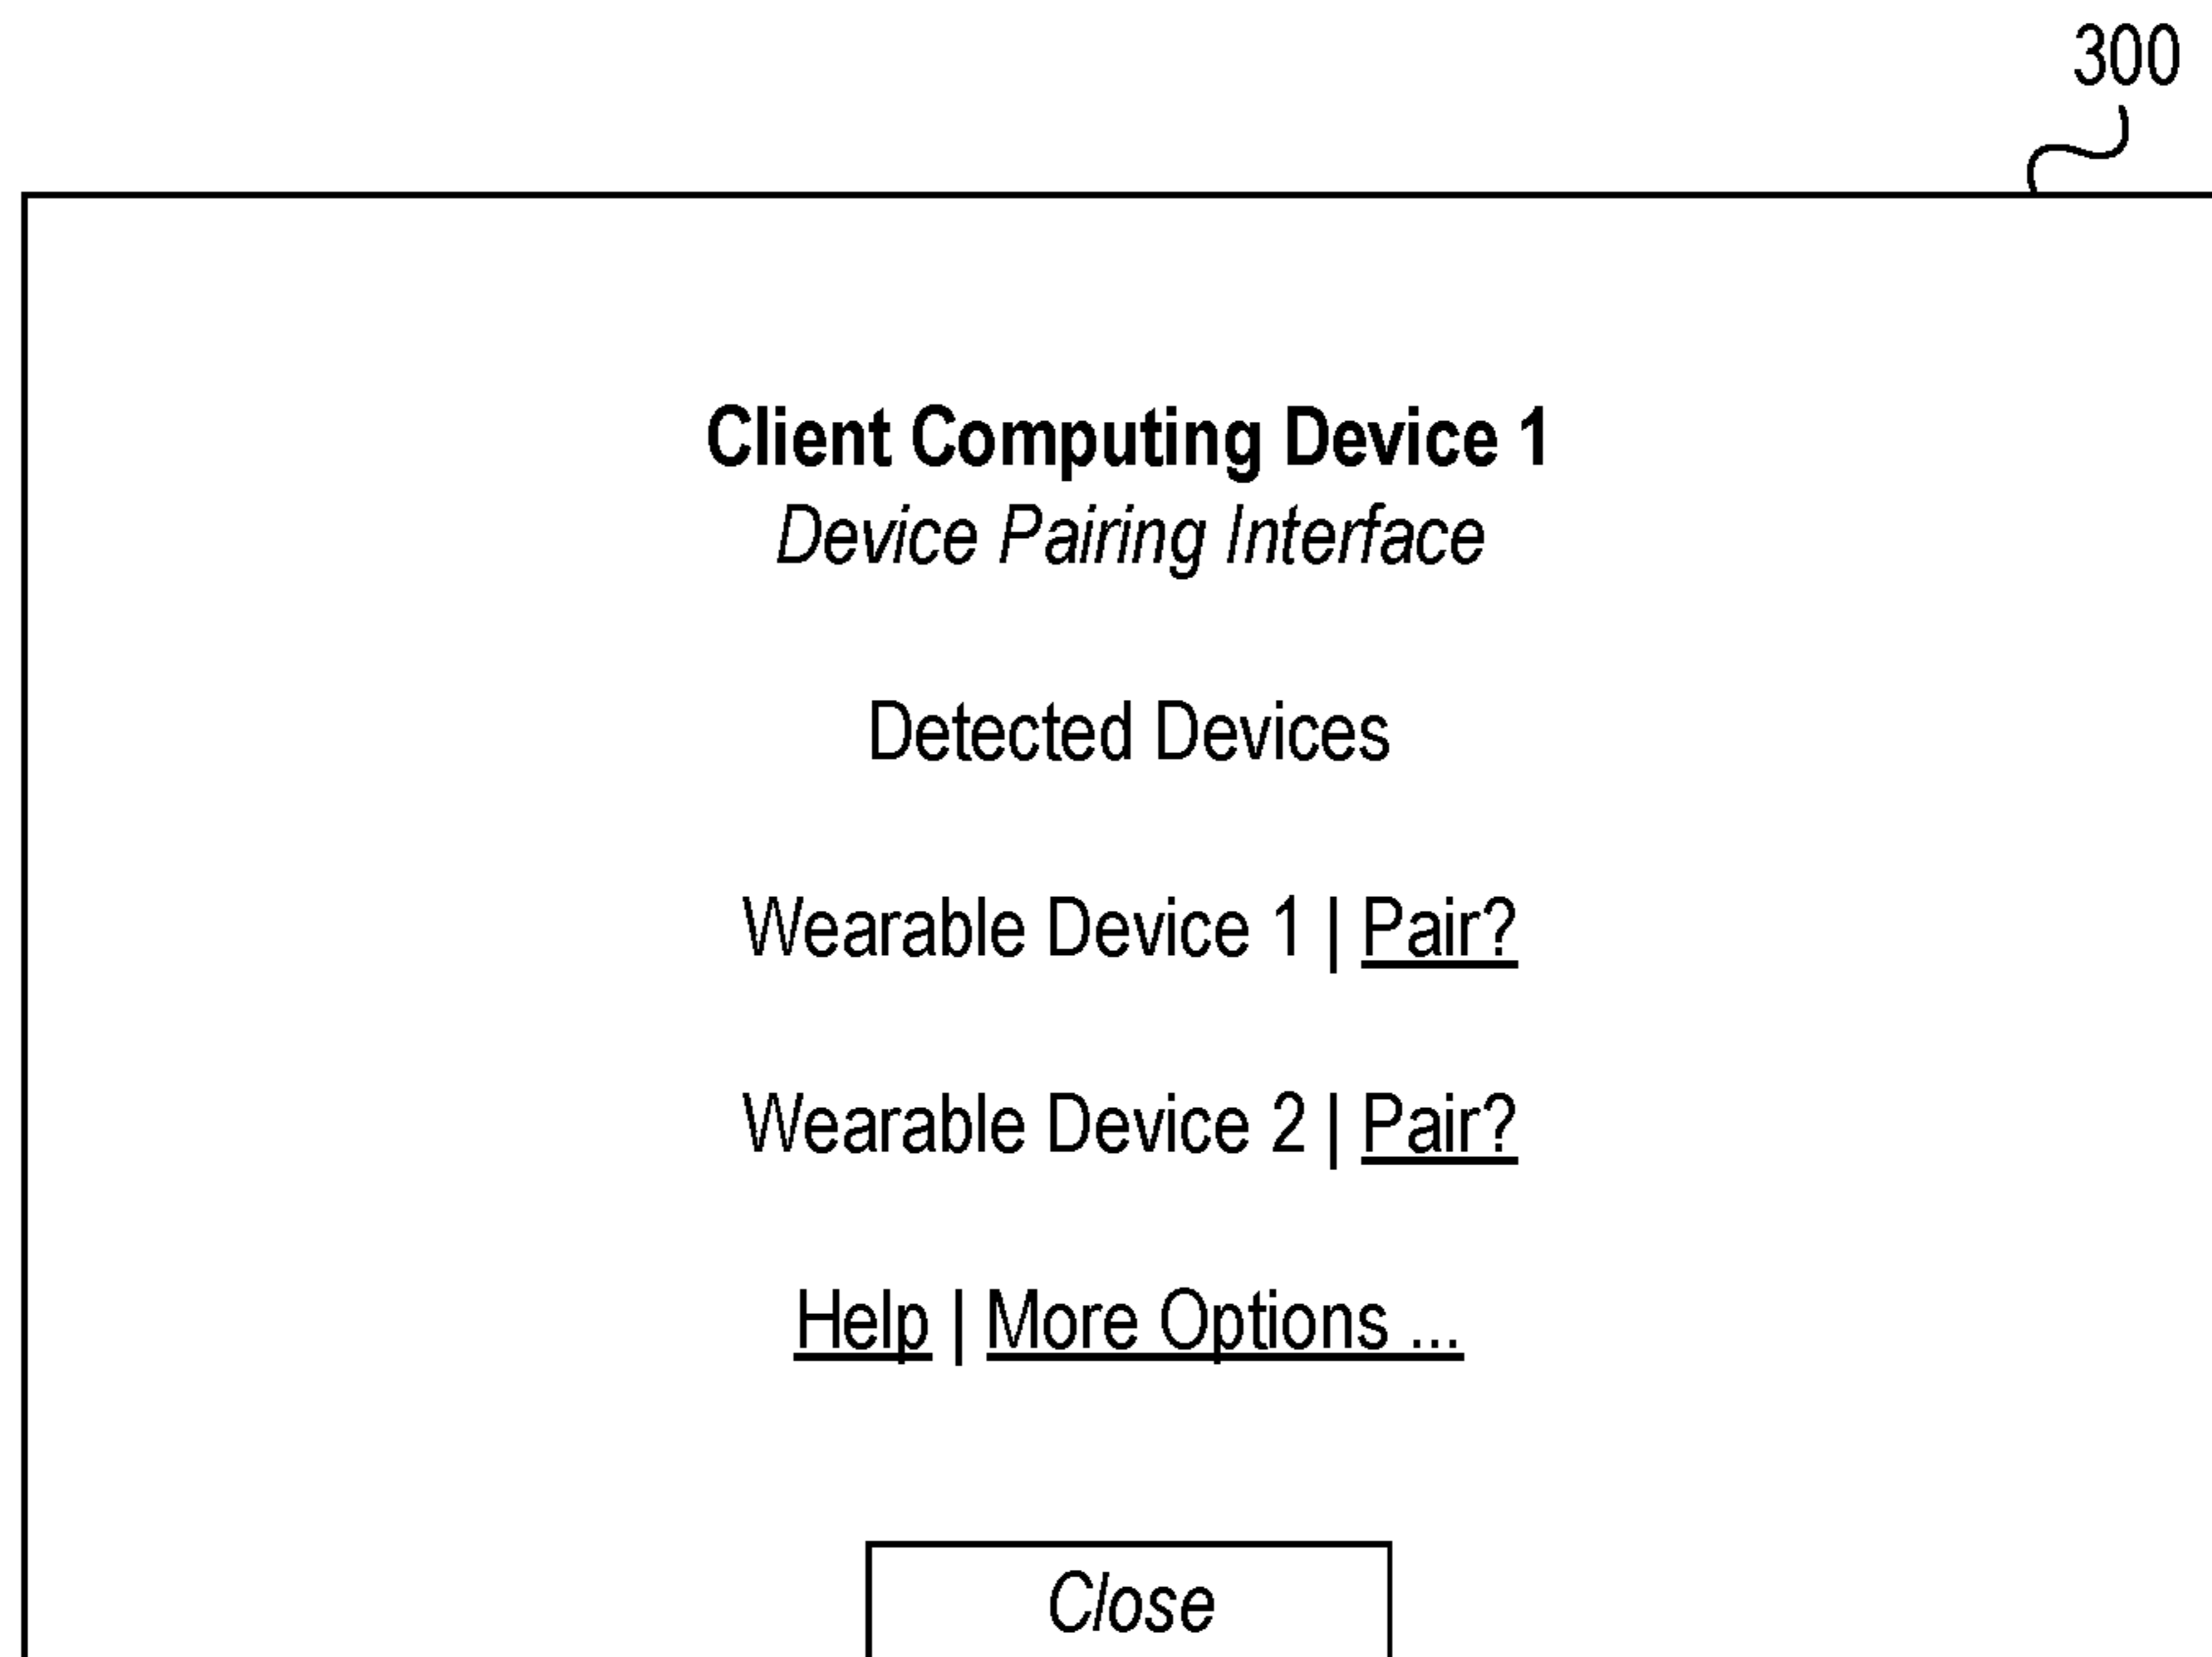 300
Client Computing Device 1
Device Pairing Interface
Detected Devices
Wearable Device 1 | Pair?
Wearable Device 2 | Pair?
Help | More Options ...
Close